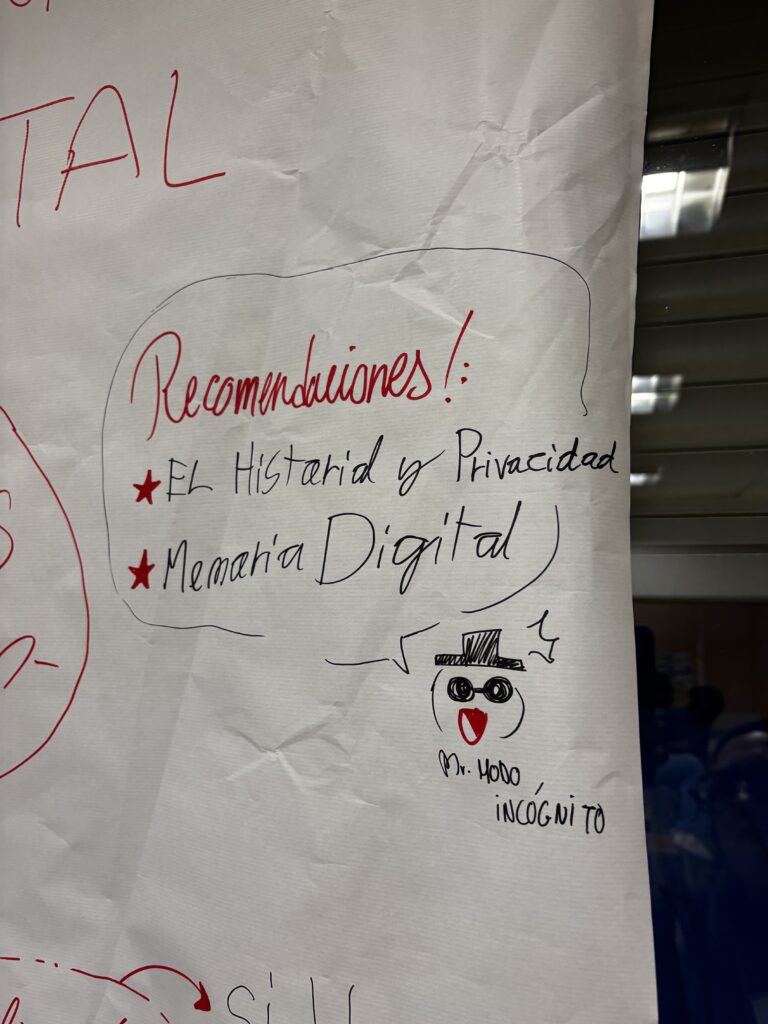 TAL
Recomendaciones!:
★ EL Historial y Privacidad
★ Memoria Digital
Mr. MODO
INCÓGNITO